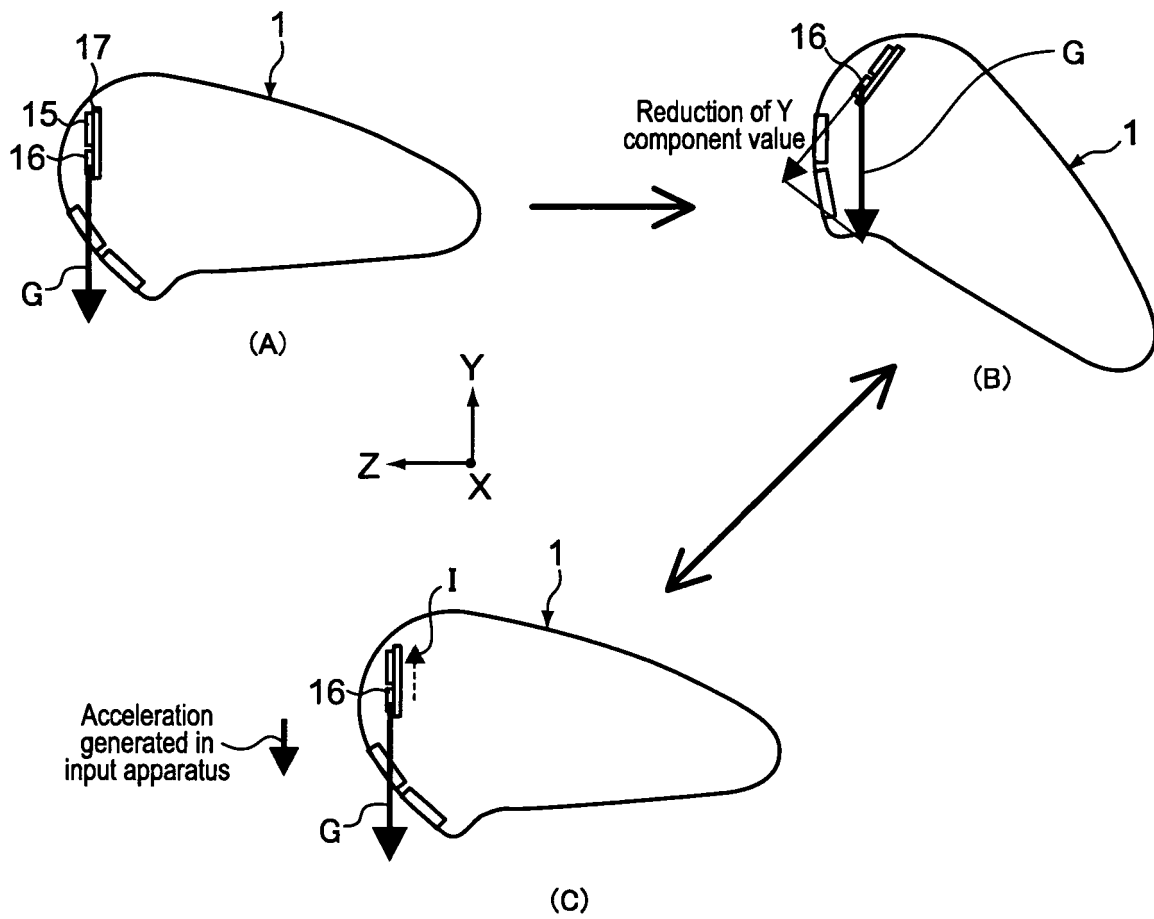 17
1
15
16
G
(A)
16
G
Reduction of Y
component value
1
(B)
Y
Z
X
1
I
16
Acceleration
generated in
input apparatus
G
(C)